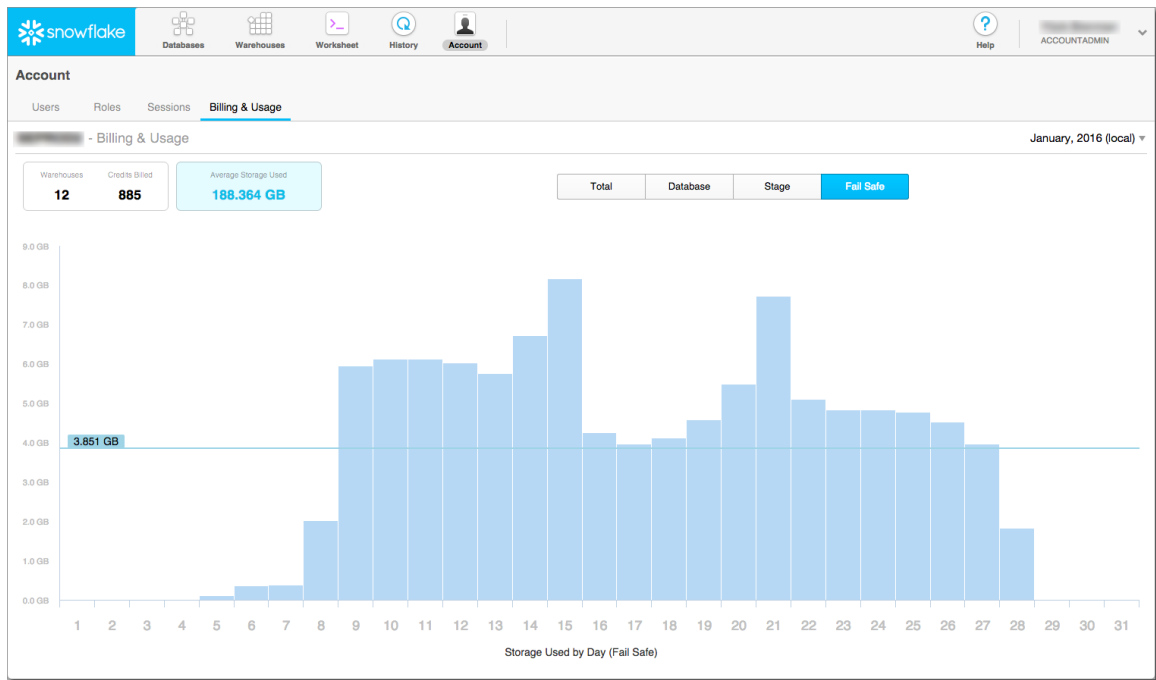 snowflake
Databases Warehouses Worksheet History Account Help ACCOUNTADMIN
Account
Users Roles Sessions Billing & Usage
- Billing & Usage January, 2016 (local)
Warehouses Credits Billed Average Storage Used
12 885 188.364 GB
Total Database Stage Fail Safe
9.0 GB
8.0 GB
7.0 GB
6.0 GB
5.0 GB
4.0 GB
3.851 GB
3.0 GB
2.0 GB
1.0 GB
0.0 GB
1 2 3 4 5 6 7 8 9 10 11 12 13 14 15 16 17 18 19 20 21 22 23 24 25 26 27 28 29 30 31
Storage Used by Day (Fail Safe)